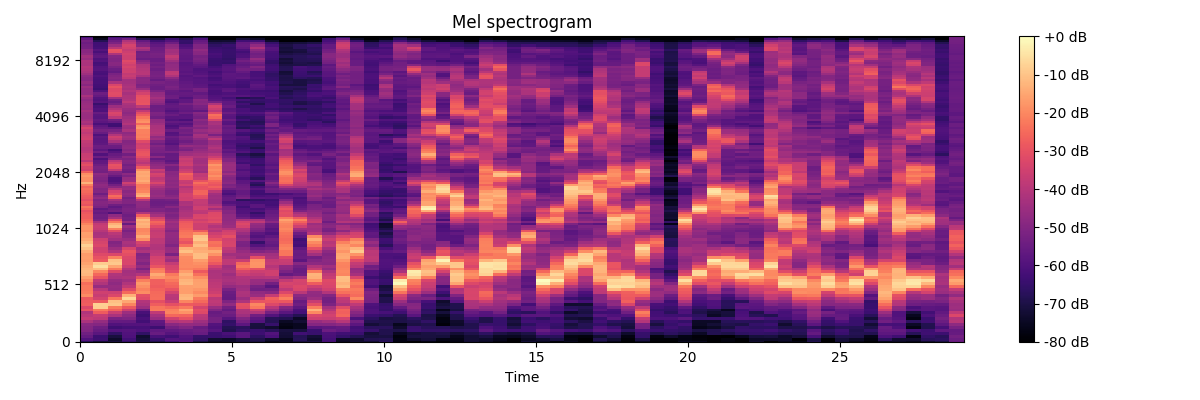 Mel spectrogram
+0 dB
8192
-10 dB
-20 dB
4096
-30 dB
2048
-40 dB
Hz
-50 dB
1024
-60 dB
512
-70 dB
0
-80 dB
0 5 10 15 20 25
Time